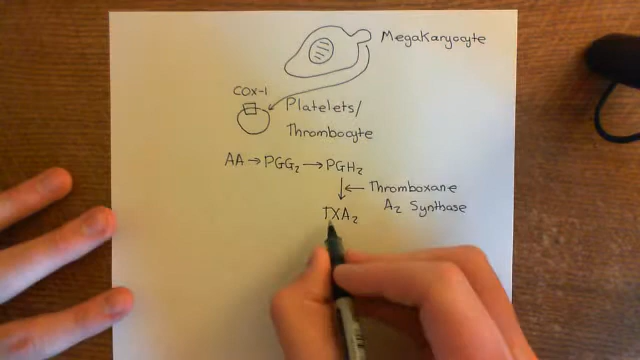 Megakaryocyte
COX-1
Platelets/
Thrombocyte
AA → PGG₂ → PGH₂
Thromboxane
A₂ Synthase
TXA₂